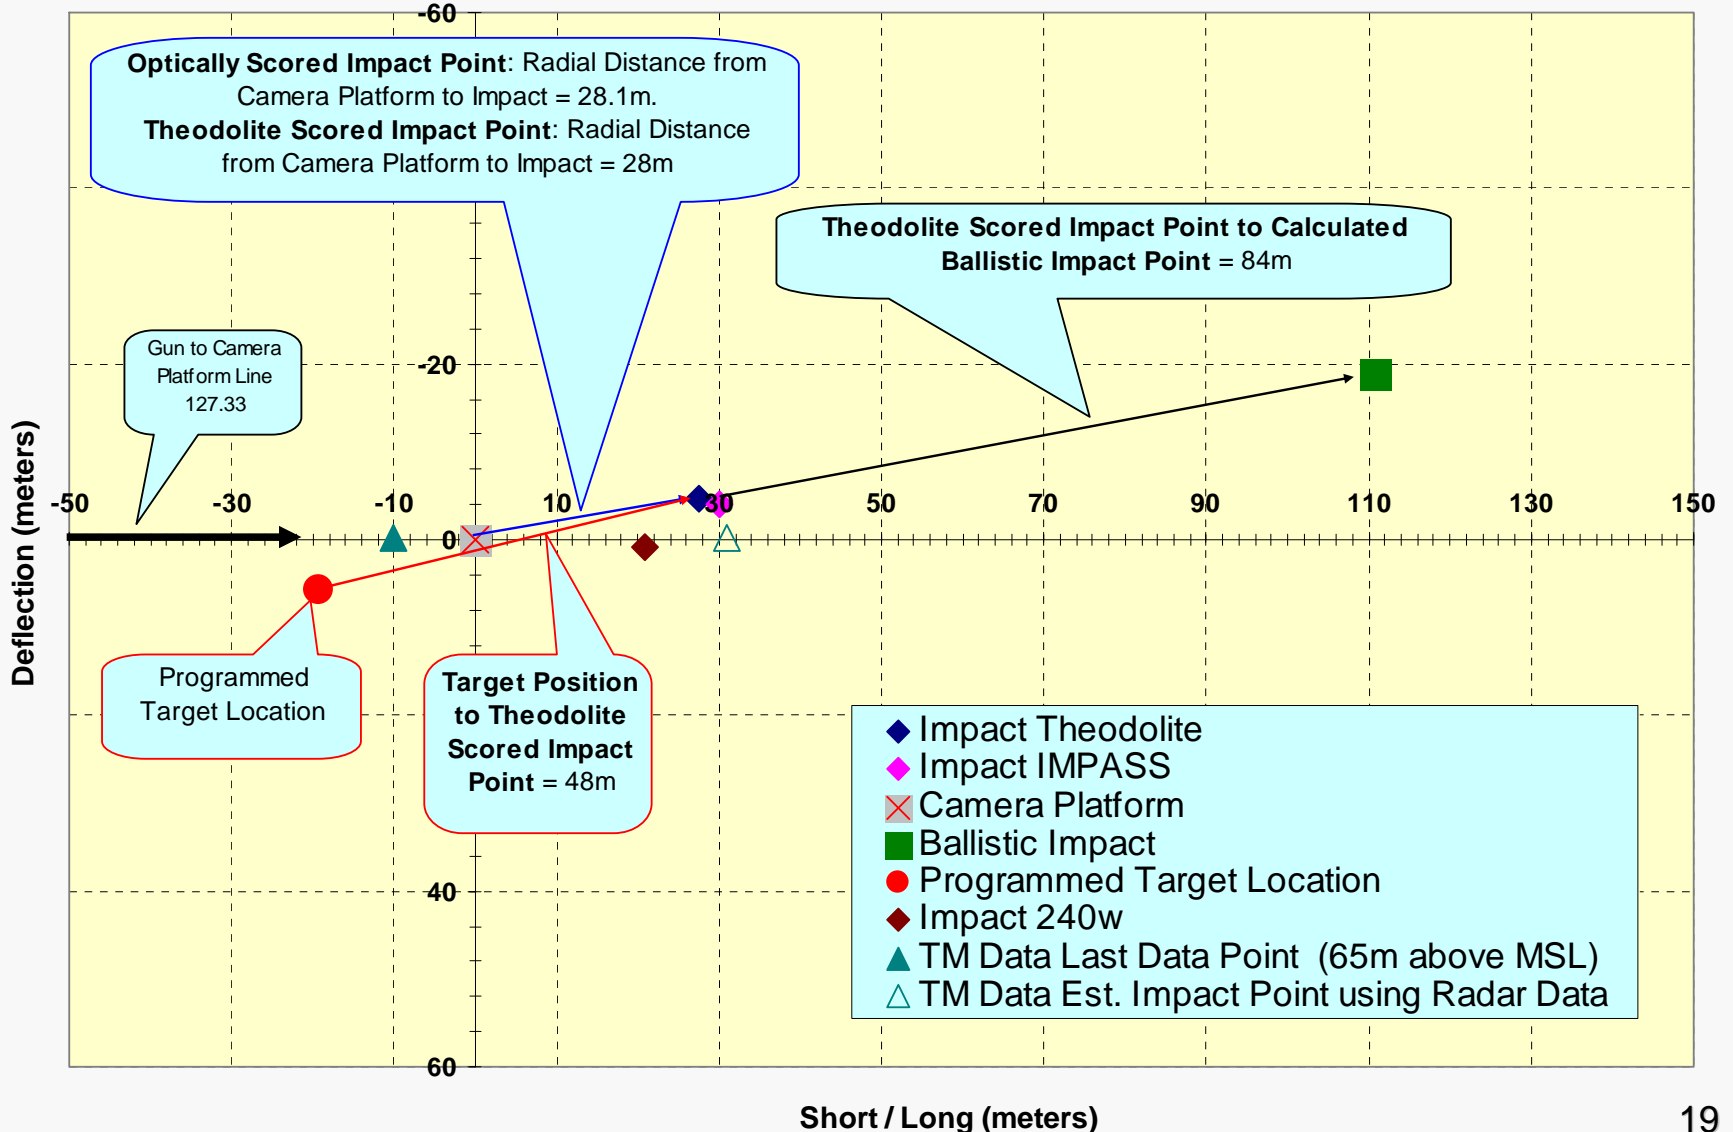 -60
Optically Scored Impact Point: Radial Distance from
Camera Platform to Impact = 28.1m.
Theodolite Scored Impact Point: Radial Distance
from Camera Platform to Impact = 28m
Theodolite Scored Impact Point to Calculated
Ballistic Impact Point = 84m
Gun to Camera
Platform Line
127.33
-20
Deflection (meters)
-50 -30 -10 10 30 50 70 90 110 130 150
0
Programmed
Target Location
Target Position
to Theodolite
Scored Impact
Point = 48m
Impact Theodolite
Impact IMPASS
Camera Platform
Ballistic Impact
Programmed Target Location
Impact 240w
TM Data Last Data Point (65m above MSL)
TM Data Est. Impact Point using Radar Data
40
60
Short / Long (meters)
19